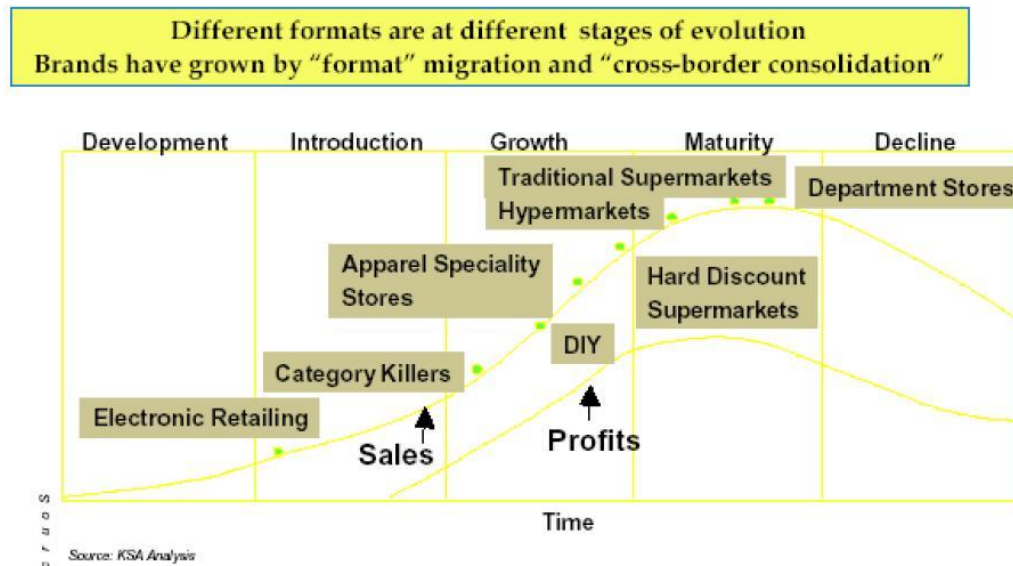 Different formats are at different stages of evolution
Brands have grown by “format” migration and “cross-border consolidation”
Development Introduction Growth Maturity Decline
Traditional Supermarkets
Hypermarkets
Department Stores
Apparel Speciality
Stores
Hard Discount
Supermarkets
DIY
Category Killers
Electronic Retailing
Sales
Profits
Time
S
o
u
r
c
Source: KSA Analysis